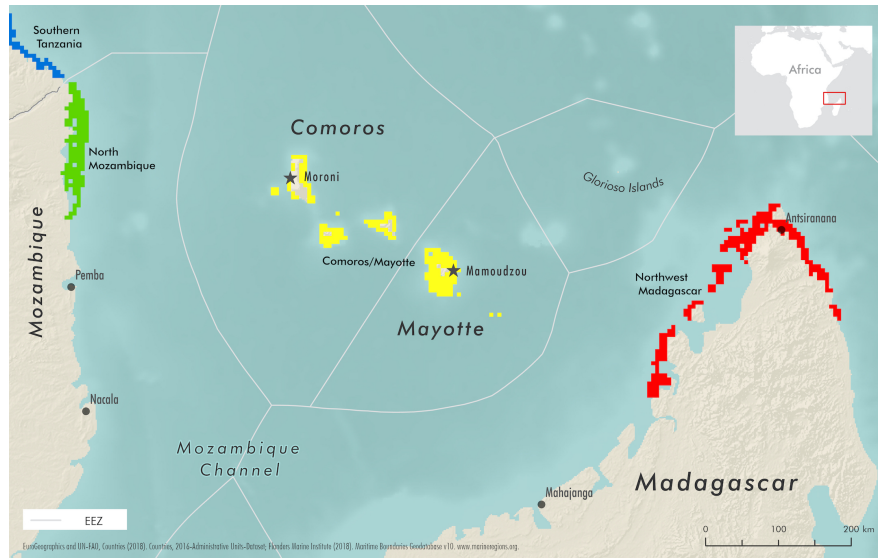 Southern
Tanzania
Africa
Comoros
North
Mozambique
Moroni
Glorioso Islands
Antsiranana
Mozambique
Comoros/Mayotte
Mamoudzou
Pemba
Northwest
Madagascar
Mayotte
Nacala
Mozambique
Channel
Madagascar
Mahajanga
EEZ
0 100 200 km
EuroGeographics and UN-FAO, Countries (2018). Countries, 2016-Administrative Units-Dataset; Flanders Marine Institute (2018). Maritime Boundaries Geodatabase v10. www.marineregions.org.